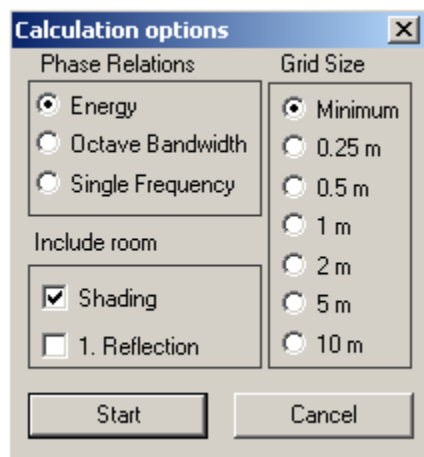 Calculation options
Phase Relations
Energy
Octave Bandwidth
Single Frequency
Include room
Shading
1. Reflection
Grid Size
Minimum
0.25 m
0.5 m
1 m
2 m
5 m
10 m
Start
Cancel